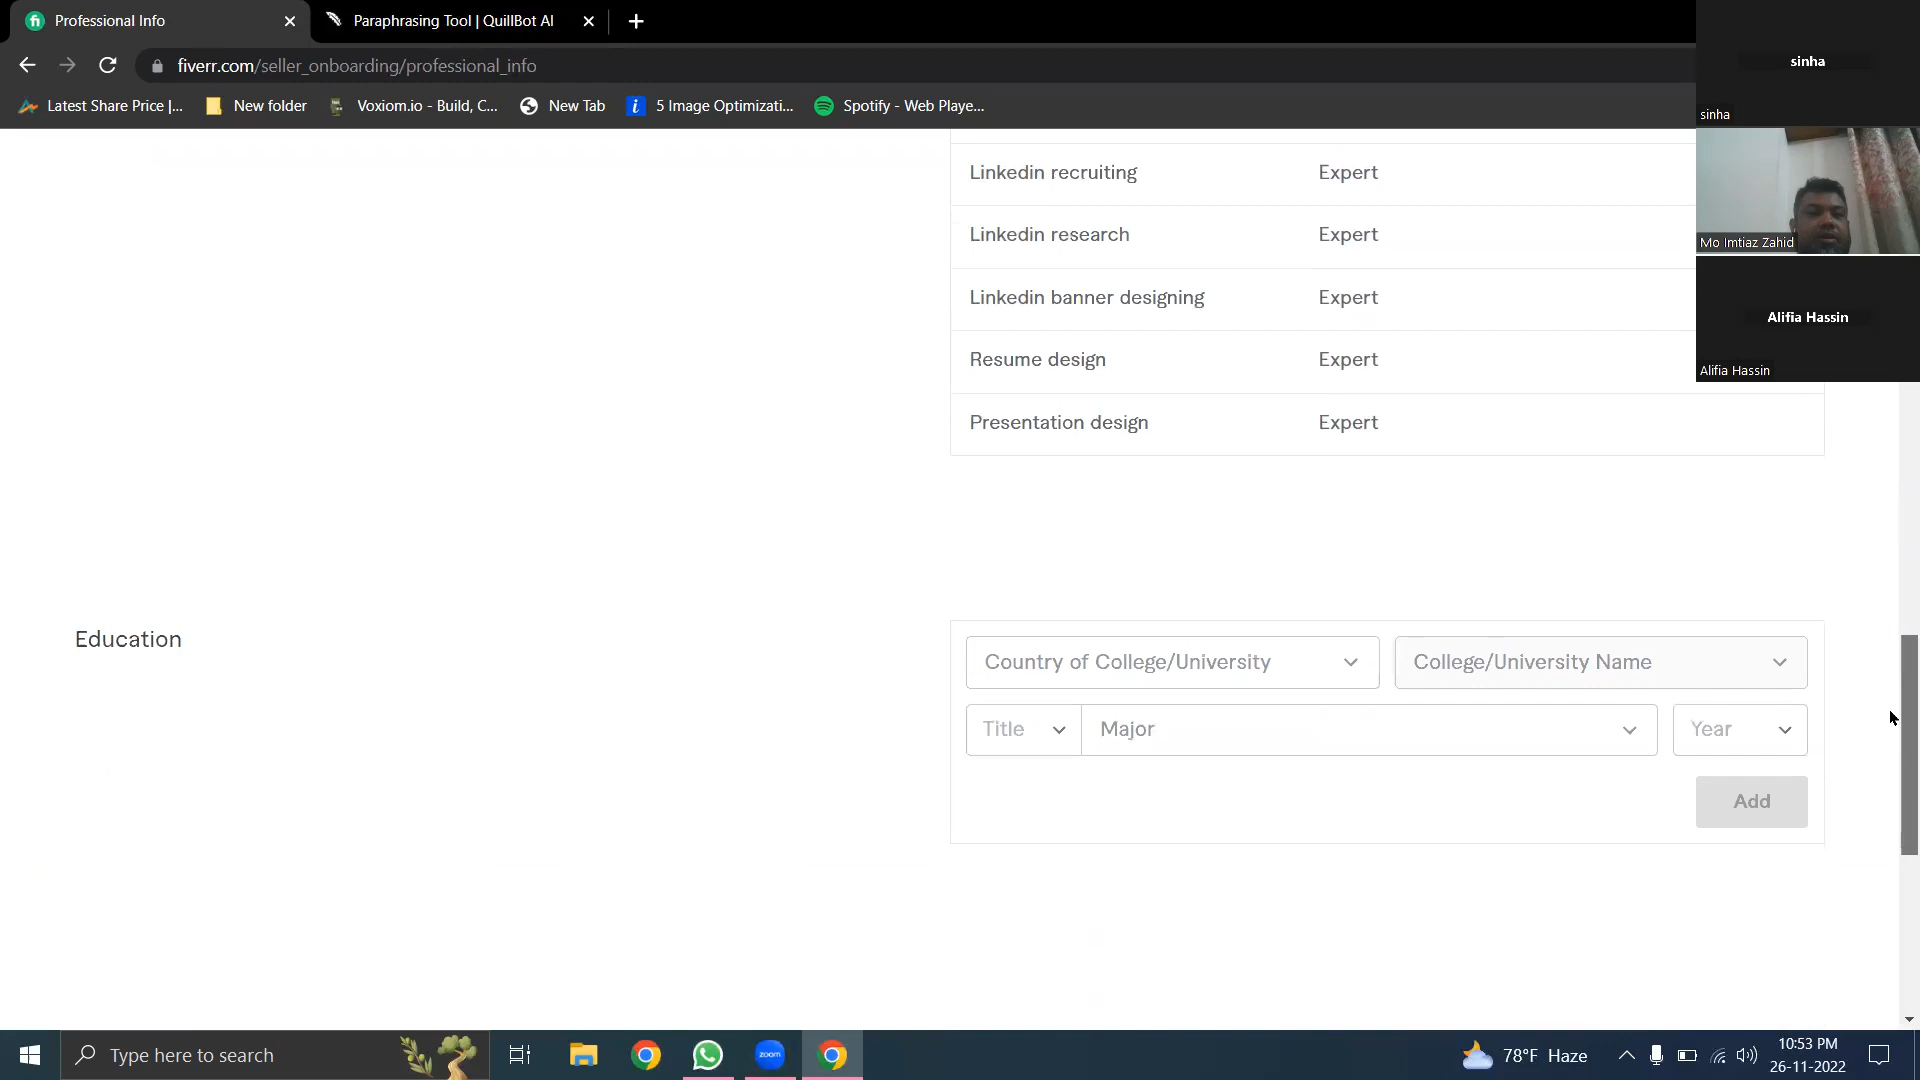 Professional Info
Paraphrasing Tool | QuillBot AI
fiverr.com/seller_onboarding/professional_info
Latest Share Price |...
New folder
Voxiom.io - Build, C...
New Tab
5 Image Optimizati...
Spotify - Web Playe...
sinha
sinha
Mo Imtiaz Zahid
Alifia Hassin
Alifia Hassin
Linkedin recruiting Expert
Linkedin research Expert
Linkedin banner designing Expert
Resume design Expert
Presentation design Expert
Education
Country of College/University College/University Name
Title Major Year
Add
Type here to search
zoom
78°F Haze
10:53 PM
26-11-2022